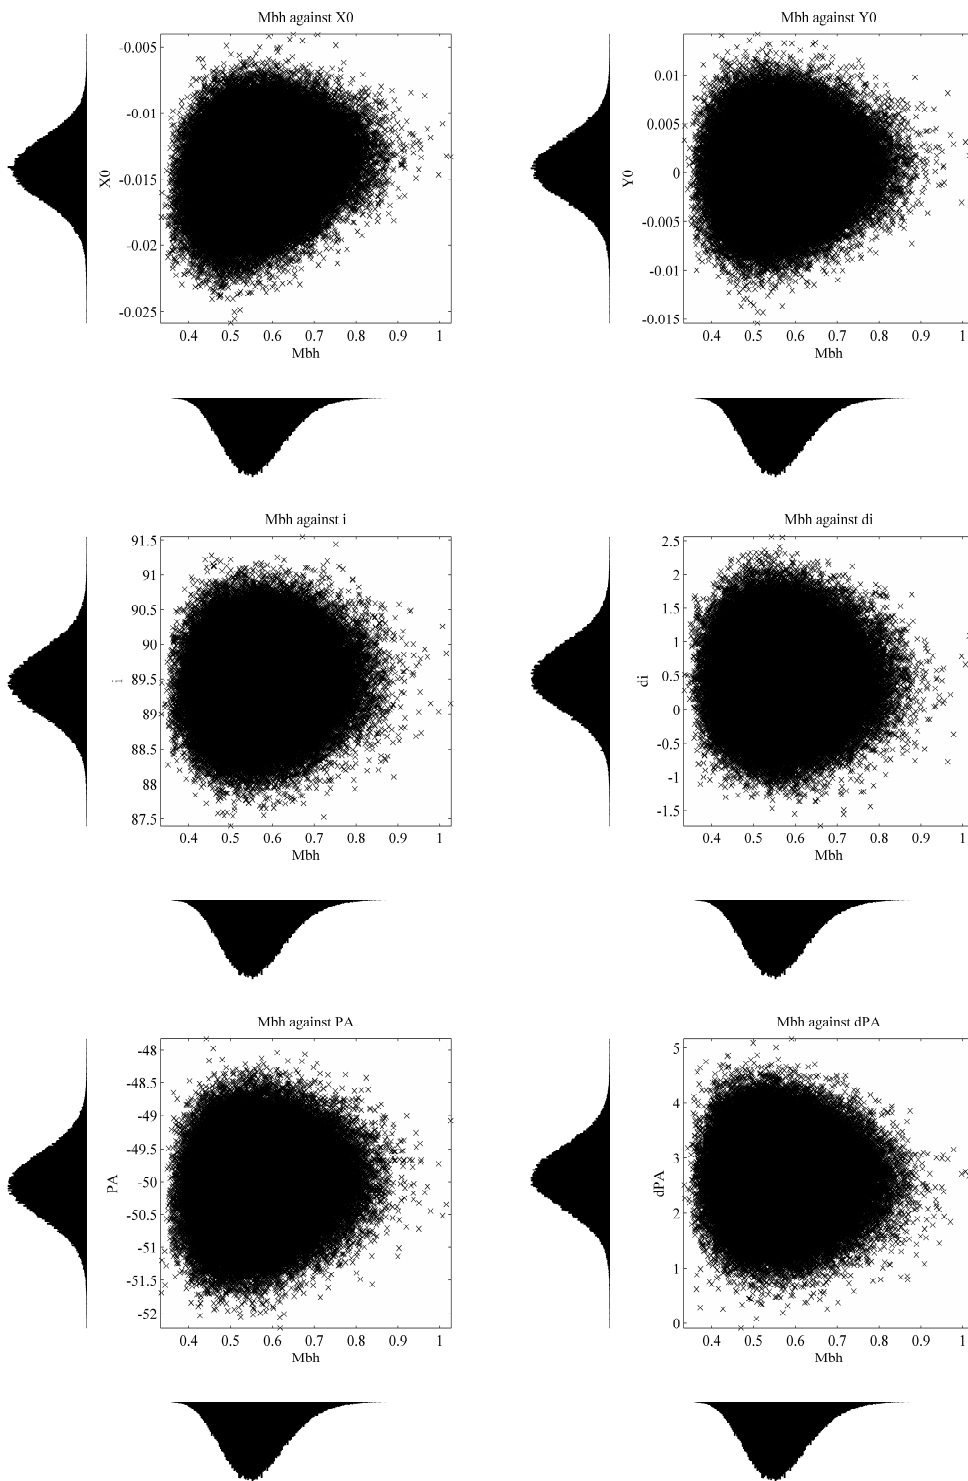 Mbh against X0
Mbh against Y0
-0.005
-0.01
-0.015
-0.02
-0.025
X0
0.4 0.5 0.6 0.7 0.8 0.9 1
Mbh
0.01
0.005
0
-0.005
-0.01
-0.015
Y0
0.4 0.5 0.6 0.7 0.8 0.9 1
Mbh
Mbh against i
Mbh against di
91.5
91
90.5
90
89.5
89
88.5
88
87.5
i
0.4 0.5 0.6 0.7 0.8 0.9 1
Mbh
2.5
2
1.5
1
0.5
0
-0.5
-1
-1.5
di
0.4 0.5 0.6 0.7 0.8 0.9 1
Mbh
Mbh against PA
Mbh against dPA
-48
-48.5
-49
-49.5
-50
-50.5
-51
-51.5
-52
PA
0.4 0.5 0.6 0.7 0.8 0.9 1
Mbh
5
4
3
2
1
0
dPA
0.4 0.5 0.6 0.7 0.8 0.9 1
Mbh